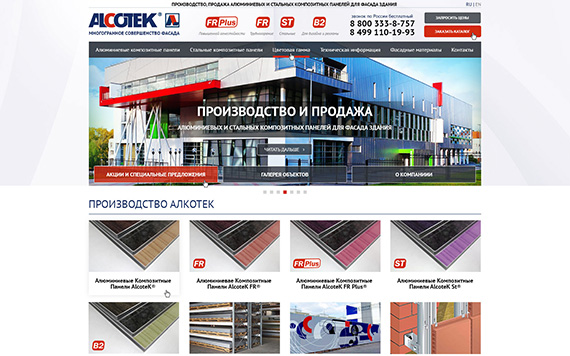 ПРОИЗВОДСТВО, ПРОДАЖА АЛЮМИНИЕВЫХ И СТАЛЬНЫХ КОМПОЗИТНЫХ ПАНЕЛЕЙ ДЛЯ ФАСАДА ЗДАНИЯ
RU | EN
ALCOTEK®
МНОГОГРАННОЕ СОВЕРШЕНСТВО ФАСАДА
FR Plus
FR
ST
B2
звонок по России бесплатный
8 800 333-8-757
8 499 110-19-93
ЗАПРОСИТЬ ЦЕНЫ
ЗАКАЗАТЬ КАТАЛОГ
Алюминиевые композитные панели
Стальные композитные панели
Цветовая гамма
Техническая информация
Фасадные материалы
Контакты
ПРОИЗВОДСТВО И ПРОДАЖА
АЛЮМИНИЕВЫХ И СТАЛЬНЫХ КОМПОЗИТНЫХ ПАНЕЛЕЙ ДЛЯ ФАСАДА ЗДАНИЯ
ЧИТАТЬ ДАЛЬШЕ
АКЦИИ И СПЕЦИАЛЬНЫЕ ПРЕДЛОЖЕНИЯ
ГАЛЕРЕЯ ОБЪЕКТОВ
О КОМПАНИИ
ПРОИЗВОДСТВО АЛКОТЕК
FR
FR Plus
ST
Алюминиевые Композитные
Панели AlcoteK®
Алюминиевае Композитные
Панели AlcoteK FR®
Алюминиевые Композитные
Панели AlcoteK FR Plus®
Алюминиевые Композитные
Панели AlcoteK St®
B2